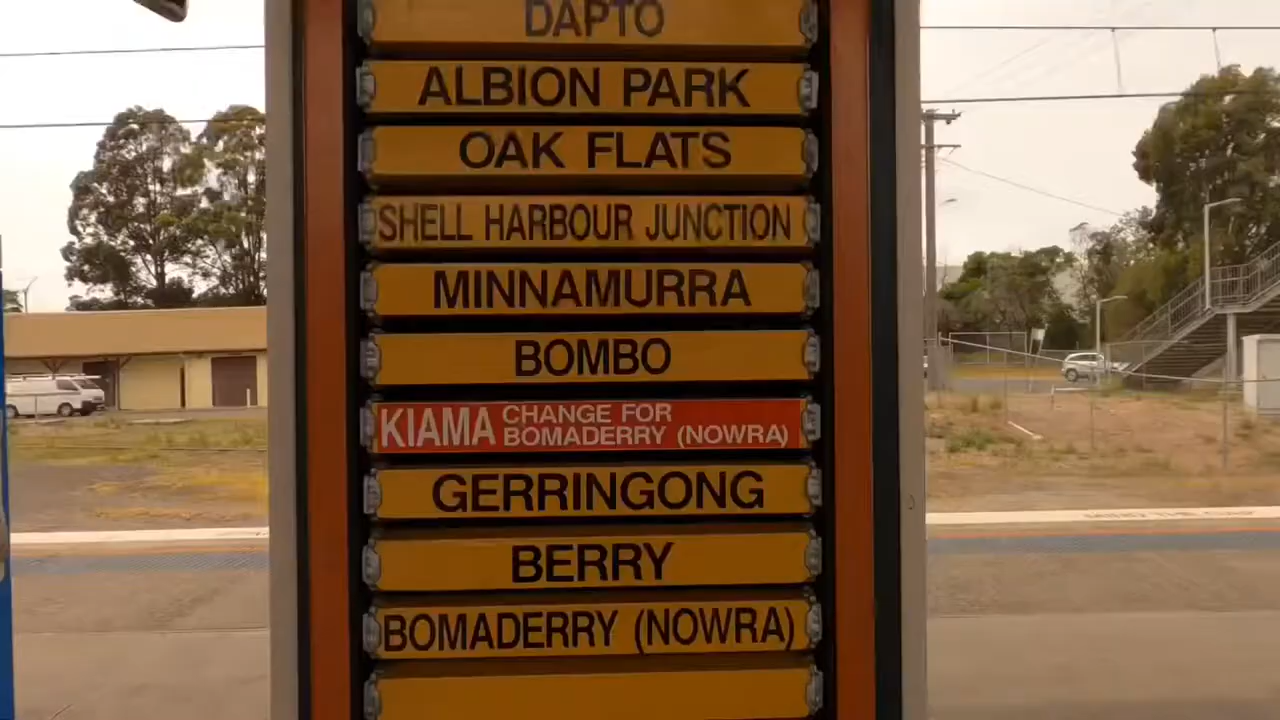 DAPTO
ALBION PARK
OAK FLATS
SHELL HARBOUR JUNCTION
MINNAMURRA
BOMBO
KIAMA CHANGE FOR
BOMADERRY (NOWRA)
GERRINGONG
BERRY
BOMADERRY (NOWRA)